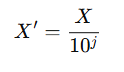 X' = X / 10^j